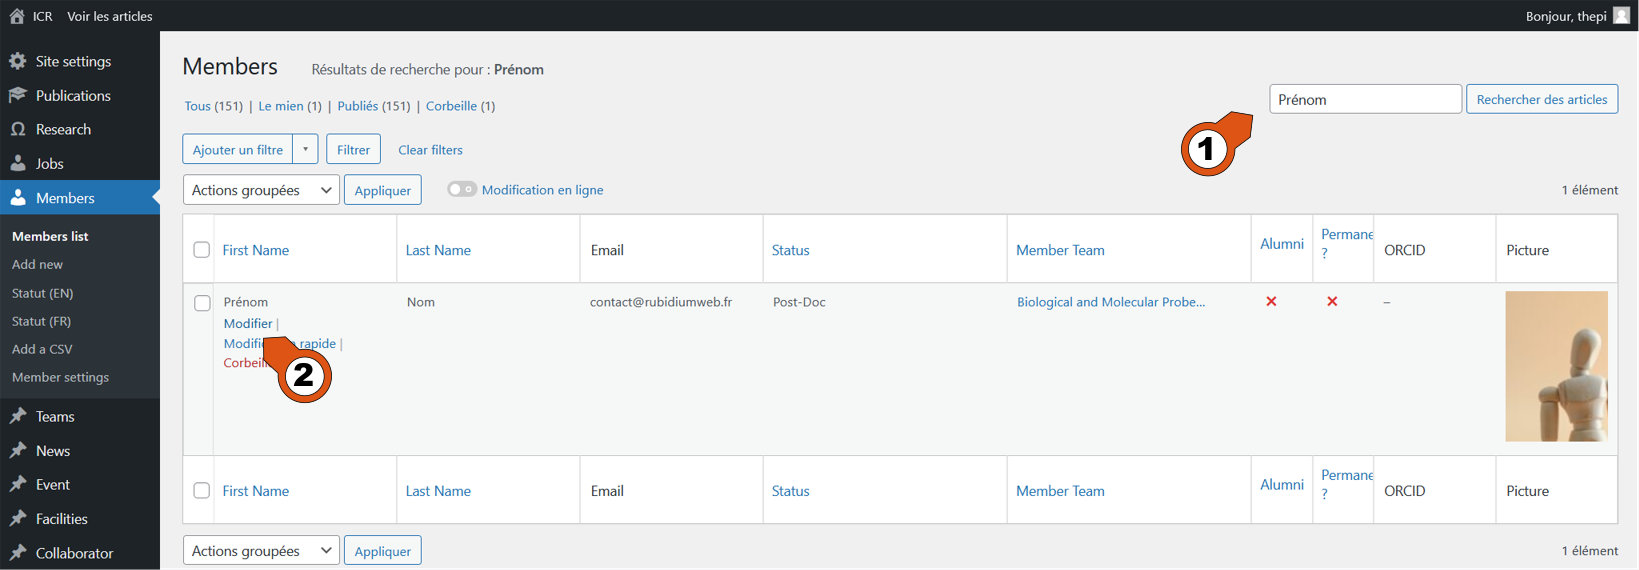 ICR Voir les articles Bonjour, thepi
Site settings
Publications
Research
Jobs
Members
Members list
Add new
Statut (EN)
Statut (FR)
Add a CSV
Member settings
Teams
News
Event
Facilities
Collaborator
Members Résultats de recherche pour : Prénom
Prénom Rechercher des articles
1
Tous (151) | Le mien (1) | Publiés (151) | Corbeille (1)
Ajouter un filtre Filtrer Clear filters
Actions groupées Appliquer Modification en ligne 1 élément
First Name Last Name Email Status Member Team Alumni Permane ? ORCID Picture
Prénom Nom contact@rubidiumweb.fr Post-Doc Biological and Molecular Probe... –
Modifier |
rapide |
2
First Name Last Name Email Status Member Team Alumni Permane ? ORCID Picture
Actions groupées Appliquer 1 élément